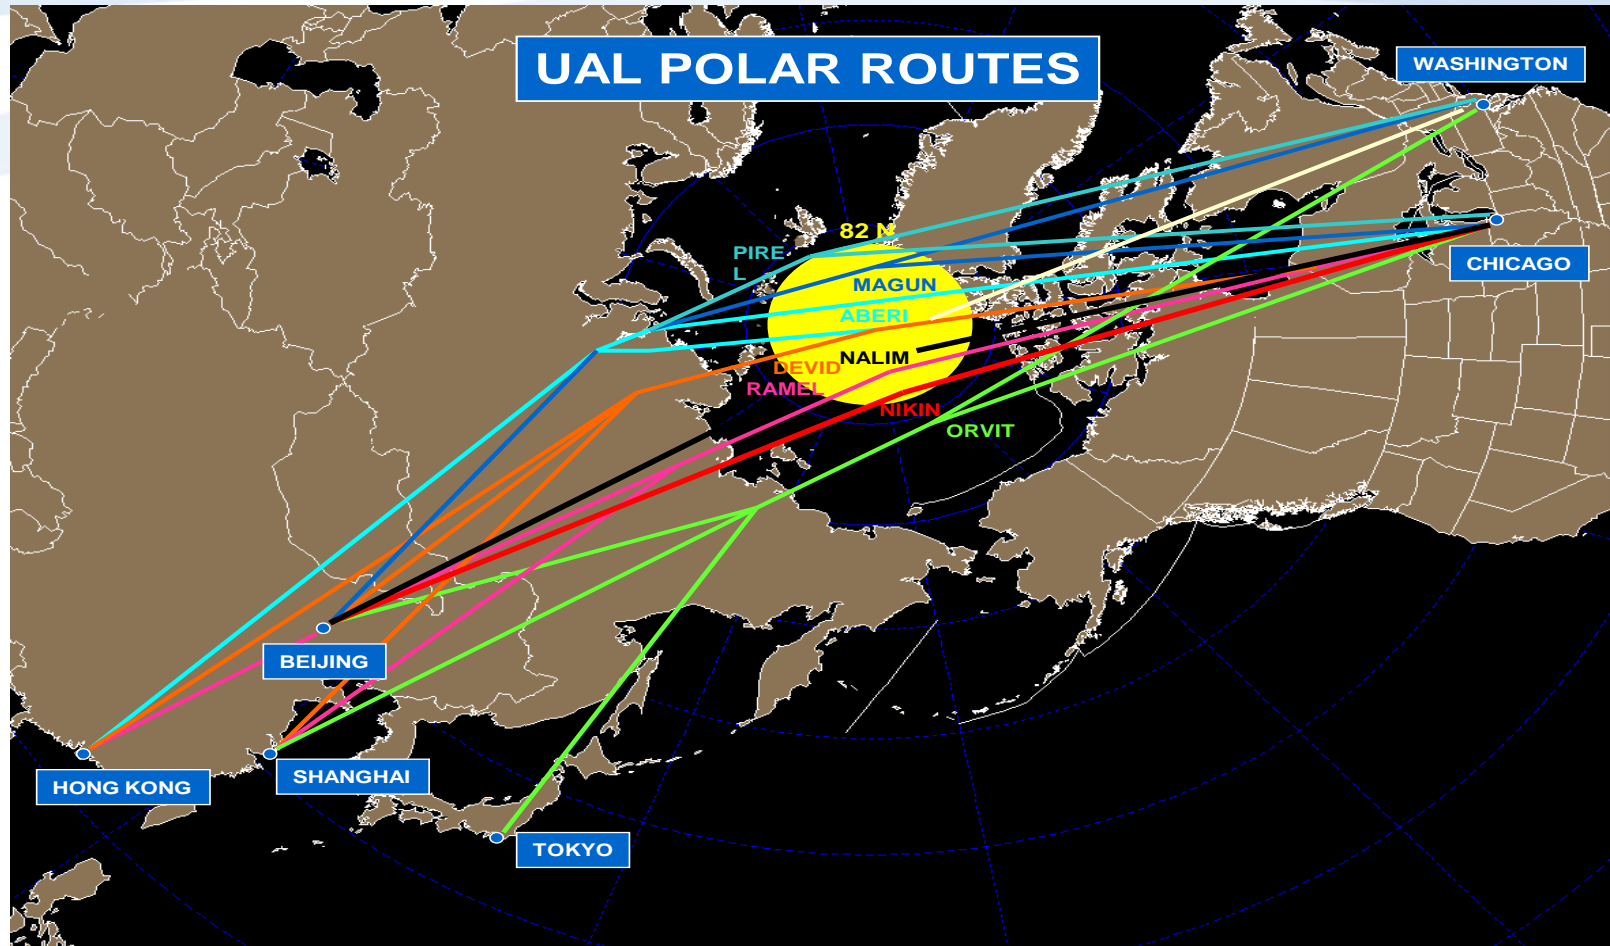 UAL POLAR ROUTES
WASHINGTON
82 N
PIRE
L
CHICAGO
MAGUN
ABERI
NALIM
DEVID
RAMEL
NIKIN
ORVIT
BEIJING
HONG KONG
SHANGHAI
TOKYO